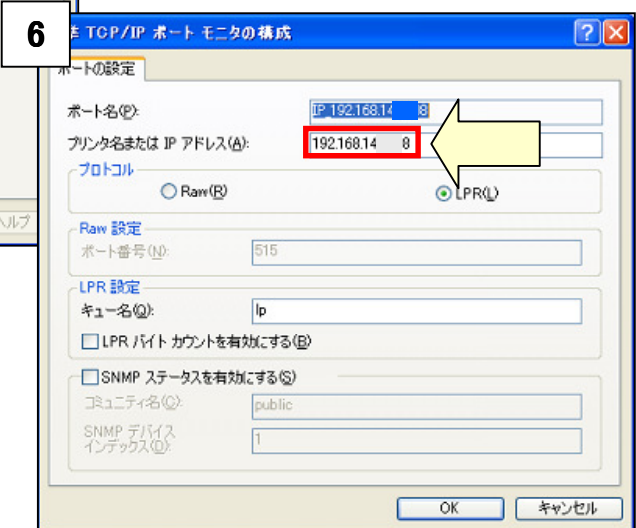 6
標準 TCP/IP ポート モニタの構成
ポートの設定
ポート名(P):
IP_192.168.14 8
プリンタ名または IP アドレス(A):
192.168.14 8
プロトコル
Raw(R)
LPR(L)
ヘルプ
Raw 設定
ポート番号(N):
515
LPR 設定
キュー名(Q):
lp
LPR バイト カウントを有効にする(B)
SNMP ステータスを有効にする(S)
コミュニティ名(C):
public
SNMP デバイス
インデックス(D):
1
OK
キャンセル